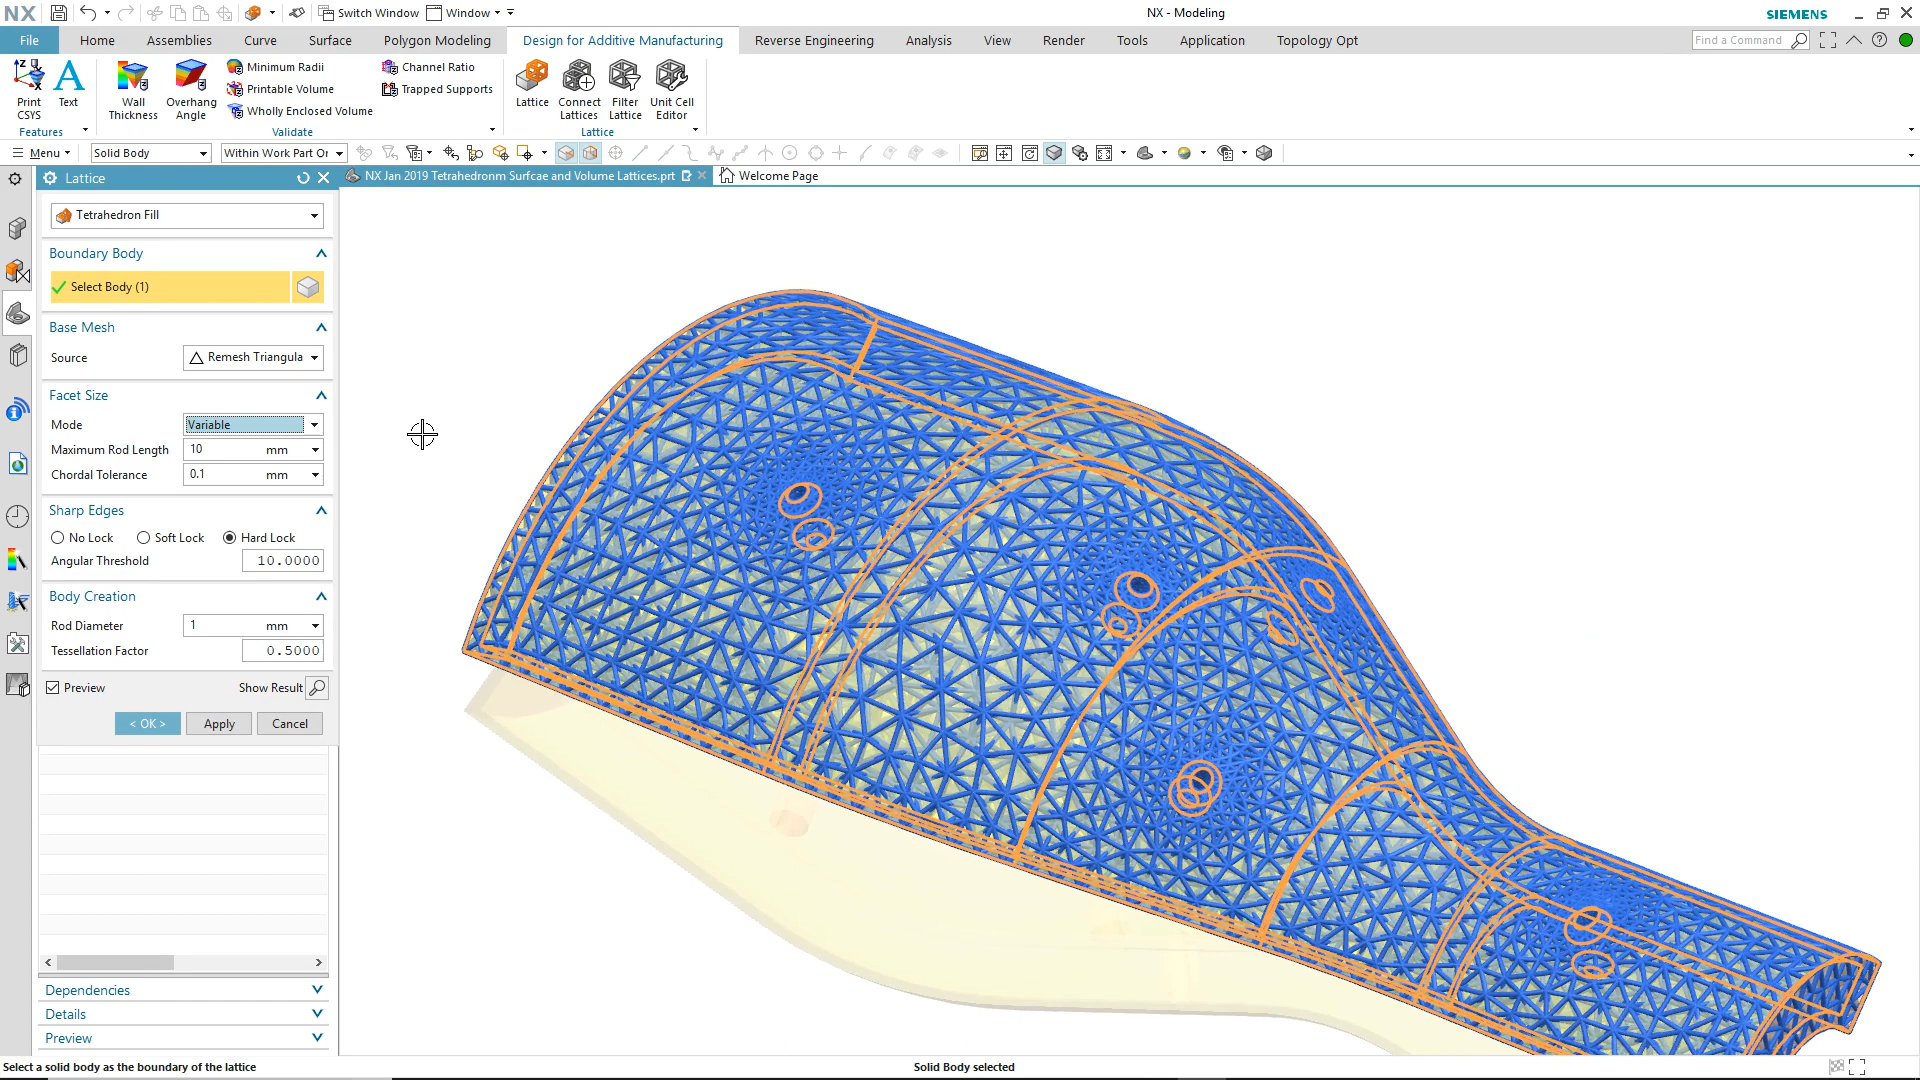 NX Switch Window Window NX - Modeling SIEMENS
File Home Assemblies Curve Surface Polygon Modeling Design for Additive Manufacturing Reverse Engineering Analysis View Render Tools Application Topology Opt Find a Command
Print CSYS
Text
Features
Wall Thickness
Overhang Angle
Minimum Radii
Printable Volume
Wholly Enclosed Volume
Channel Ratio
Trapped Supports
Validate
Lattice
Connect Lattices
Filter Lattice
Unit Cell Editor
Lattice
Menu Solid Body Within Work Part Or
Lattice
NX Jan 2019 Tetrahedronm Surfcae and Volume Lattices.prt Welcome Page
Tetrahedron Fill
Boundary Body
Select Body (1)
Base Mesh
Source Remesh Triangula
Facet Size
Mode Variable
Maximum Rod Length 10 mm
Chordal Tolerance 0.1 mm
Sharp Edges
No Lock Soft Lock Hard Lock
Angular Threshold 10.0000
Body Creation
Rod Diameter 1 mm
Tessellation Factor 0.5000
Preview Show Result
< OK > Apply Cancel
Dependencies
Details
Preview
Select a solid body as the boundary of the lattice Solid Body selected